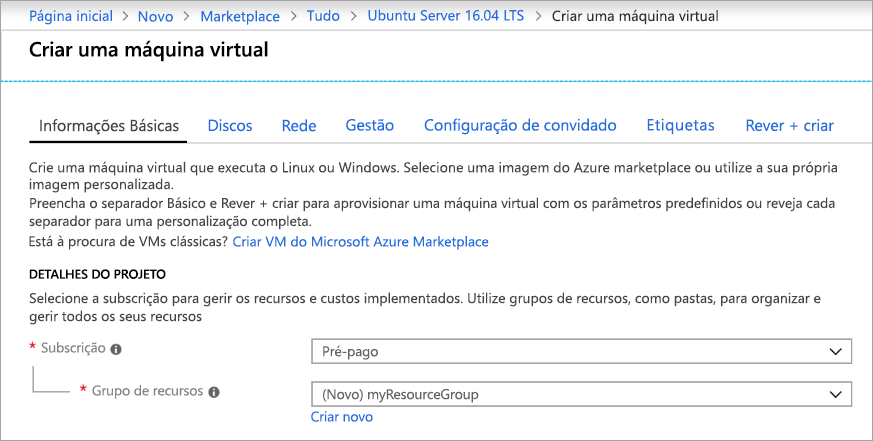 Página inicial > Novo > Marketplace > Tudo > Ubuntu Server 16.04 LTS > Criar uma máquina virtual
Criar uma máquina virtual
Informações Básicas Discos Rede Gestão Configuração de convidado Etiquetas Rever + criar
Crie uma máquina virtual que executa o Linux ou Windows. Selecione uma imagem do Azure marketplace ou utilize a sua própria
imagem personalizada.
Preencha o separador Básico e Rever + criar para aprovisionar uma máquina virtual com os parâmetros predefinidos ou reveja cada
separador para uma personalização completa.
Está à procura de VMs clássicas? Criar VM do Microsoft Azure Marketplace
DETALHES DO PROJETO
Selecione a subscrição para gerir os recursos e custos implementados. Utilize grupos de recursos, como pastas, para organizar e
gerir todos os seus recursos
* Subscrição Pré-pago
* Grupo de recursos (Novo) myResourceGroup
Criar novo